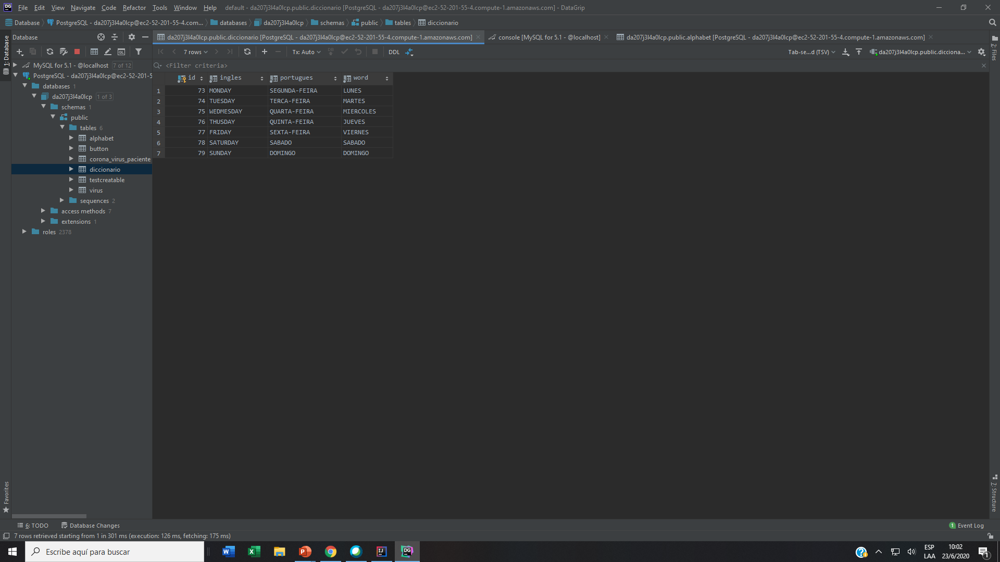 File Edit View Navigate Code Refactor Tools Window Help default - da207j3l4a0lcp.public.diccionario [PostgreSQL - da207j3l4a0lcp@ec2-52-201-55-4.compute-1.amazonaws.com] - DataGrip
Database PostgreSQL - da207j3l4a0lcp@ec2-52-201-55-4.com... databases da207j3l4a0lcp schemas public tables diccionario
Database
da207j3l4a0lcp.public.diccionario [PostgreSQL - da207j3l4a0lcp@ec2-52-201-55-4.compute-1.amazonaws.com] console [MySQL for 5.1 - @localhost] da207j3l4a0lcp.public.alphabet [PostgreSQL - da207j3l4a0lcp@ec2-52-201-55-4.compute-1.amazonaws.com]
7 rows Tx: Auto DB DDL Tab-se...d (TSV) da207j3l4a0lcp.public.dicciona...
<Filter criteria>
1: Database
MySQL for 5.1 - @localhost 7 of 12
PostgreSQL - da207j3l4a0lcp@ec2-52-201-5
databases 1
da207j3l4a0lcp 1 of 3
schemas 1
public
tables 6
alphabet
button
corona_virus_paciente
diccionario
testcreatable
virus
sequences 2
access methods 7
extensions 1
roles 2378
id ingles portugues word
1 73 MONDAY SEGUNDA-FEIRA LUNES
2 74 TUESDAY TERCA-FEIRA MARTES
3 75 WEDMESDAY QUARTA-FEIRA MIERCOLES
4 76 THUSDAY QUINTA-FEIRA JUEVES
5 77 FRIDAY SEXTA-FEIRA VIERNES
6 78 SATURDAY SABADO SABADO
7 79 SUNDAY DOMINGO DOMINGO
2: Files
Favorites
7: Structure
6: TODO Database Changes 1 Event Log
7 rows retrieved starting from 1 in 301 ms (execution: 126 ms, fetching: 175 ms)
Escribe aquí para buscar
ESP
LAA
10:02
23/6/2020
1